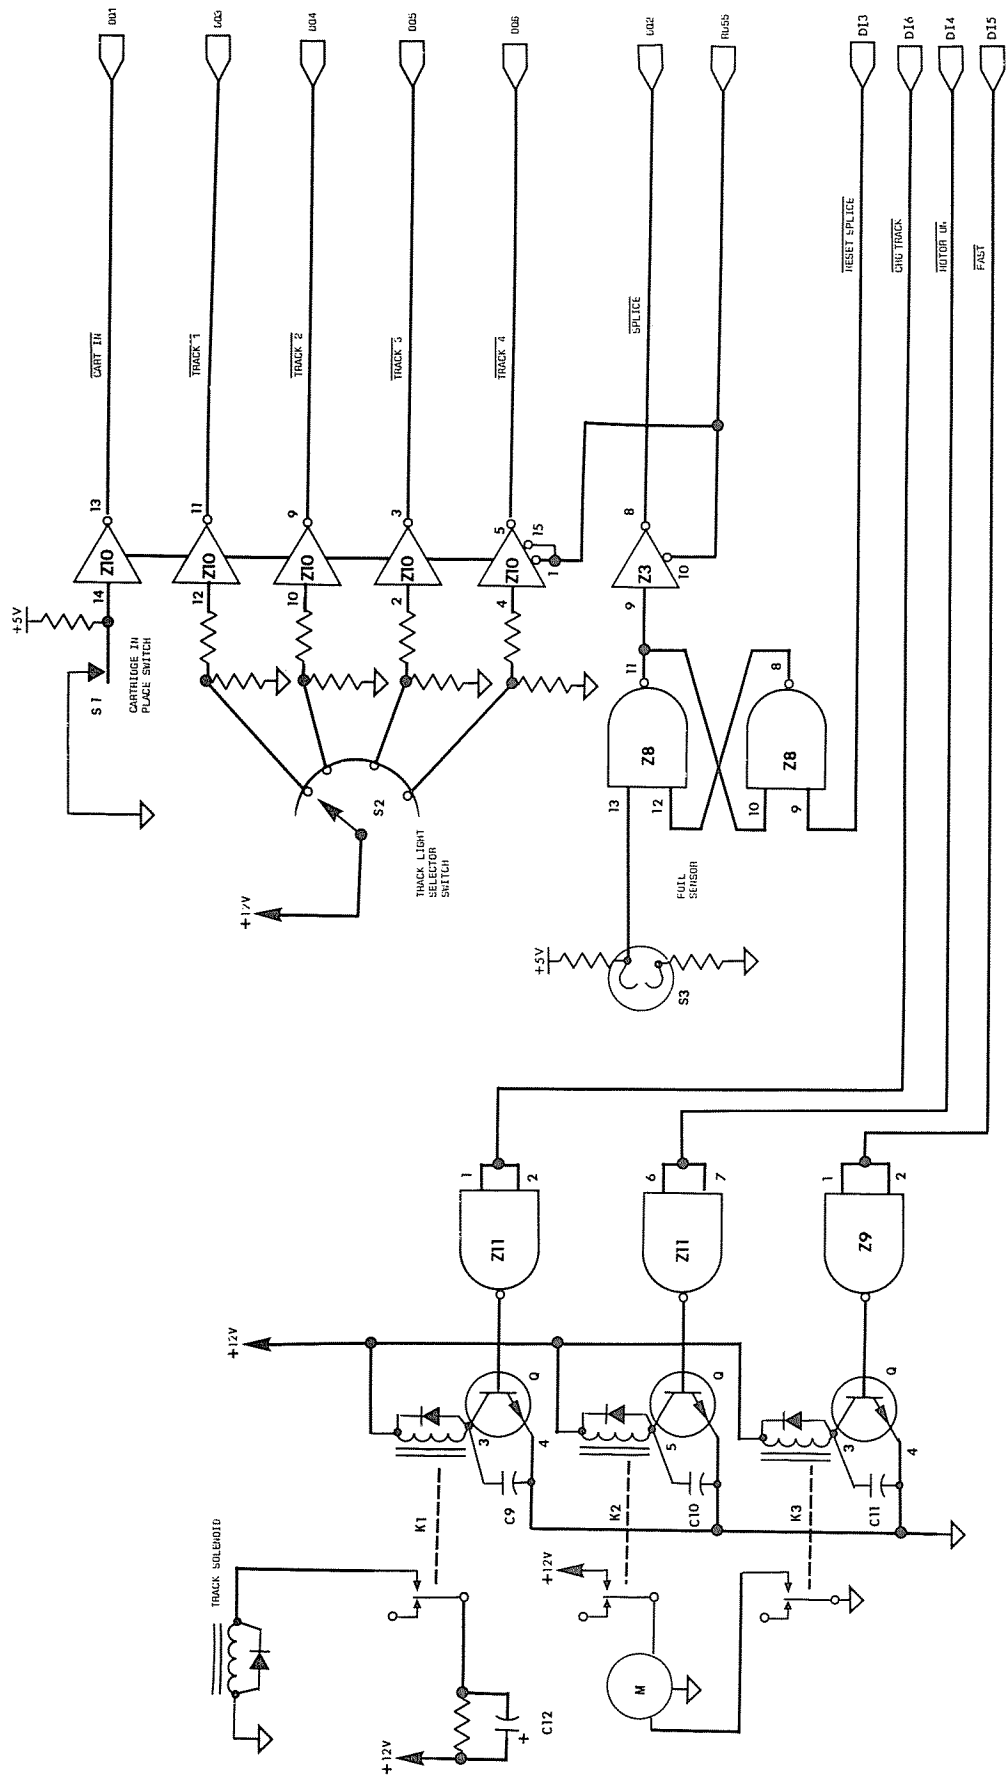 DO1
DO3
DO4
DO5
DO6
DO2
RD55
DI3
DI6
DI4
DI5
CART IN
TRACK 1
TRACK 2
TRACK 3
TRACK 4
SPLICE
RESET SPLICE
CHG TRACK
MOTOR ON
FAST
+5V
14
Z10
13
S1
CARTRIDGE IN
PLACE SWITCH
12
Z10
11
10
Z10
9
2
Z10
3
4
Z10
5
15
1
9
Z3
8
10
S2
TRACK LIGHT
SELECTOR
SWITCH
+12V
13
12
Z8
11
10
9
Z8
8
FOIL
SENSOR
+5V
S3
1
2
Z11
6
7
Z11
1
2
Z9
+12V
Q
3
4
C9
K1
Q
5
4
C10
K2
Q
3
4
C11
K3
TRACK SOLENOID
+12V
C12
+
+12V
M